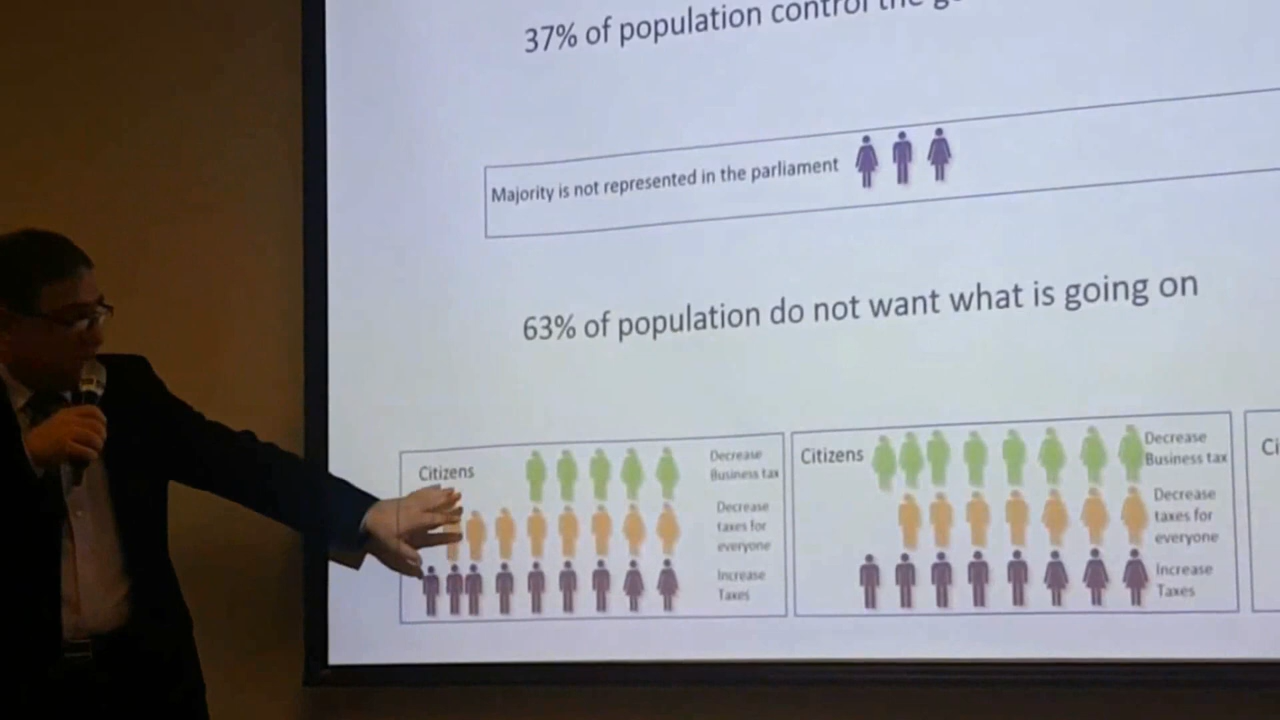 37% of population control the
Majority is not represented in the parliament
63% of population do not want what is going on
Citizens
Decrease
Business tax
Decrease
taxes for
everyone
Increase
Taxes
Citizens
Decrease
Business tax
Decrease
taxes for
everyone
Increase
Taxes